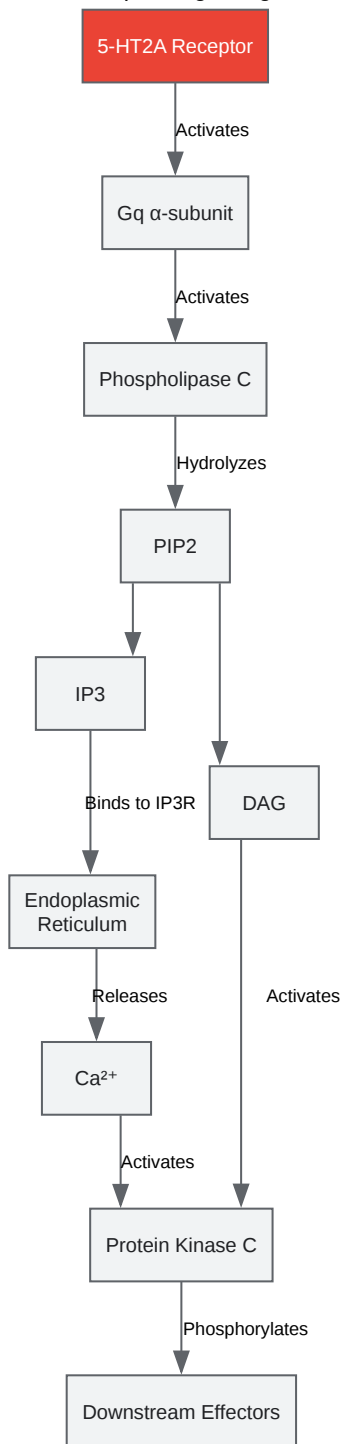 5-HT2A Receptor
Activates
Gq α-subunit
Activates
Phospholipase C
Hydrolyzes
PIP2
IP3
Binds to IP3R
DAG
Endoplasmic
Reticulum
Releases
Activates
Ca²⁺
Activates
Protein Kinase C
Phosphorylates
Downstream Effectors